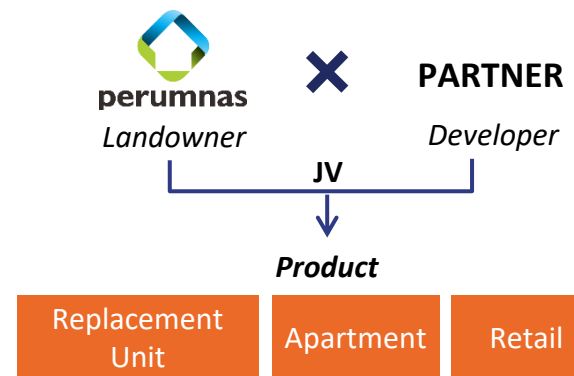 perumnas
×
PARTNER
Landowner
Developer
JV
Product
Replacement
Unit
Apartment
Retail